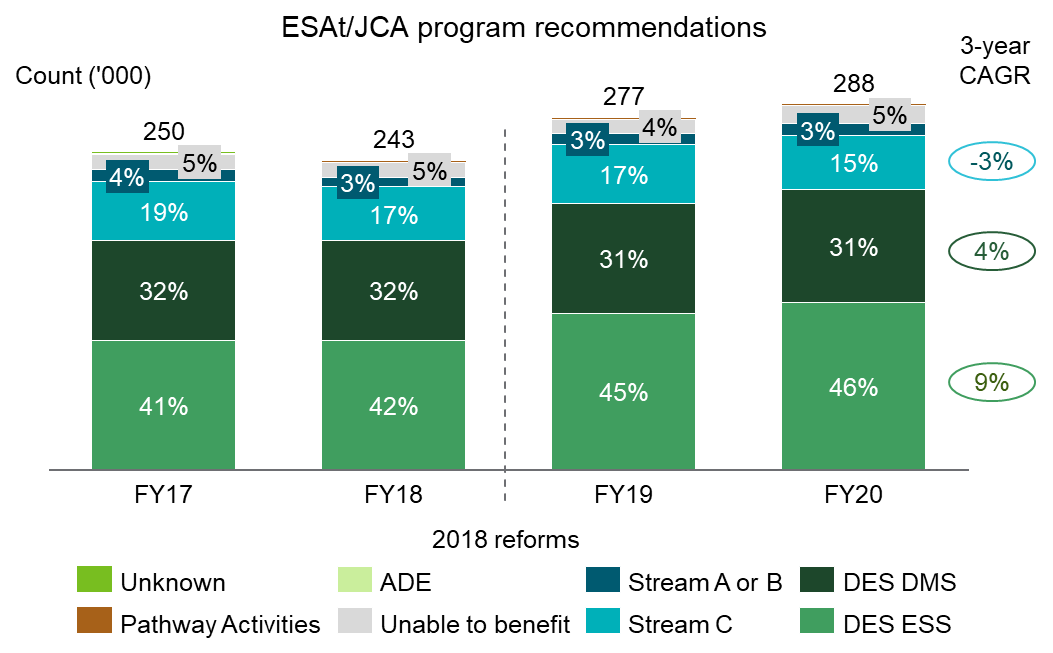 ESAt/JCA program recommendations
Count ('000)
3-year
CAGR
250
243
277
288
4%
5%
19%
32%
41%
3%
5%
17%
32%
42%
3%
4%
17%
31%
45%
3%
5%
15%
31%
46%
-3%
4%
9%
FY17
FY18
FY19
FY20
2018 reforms
Unknown
ADE
Stream A or B
DES DMS
Pathway Activities
Unable to benefit
Stream C
DES ESS